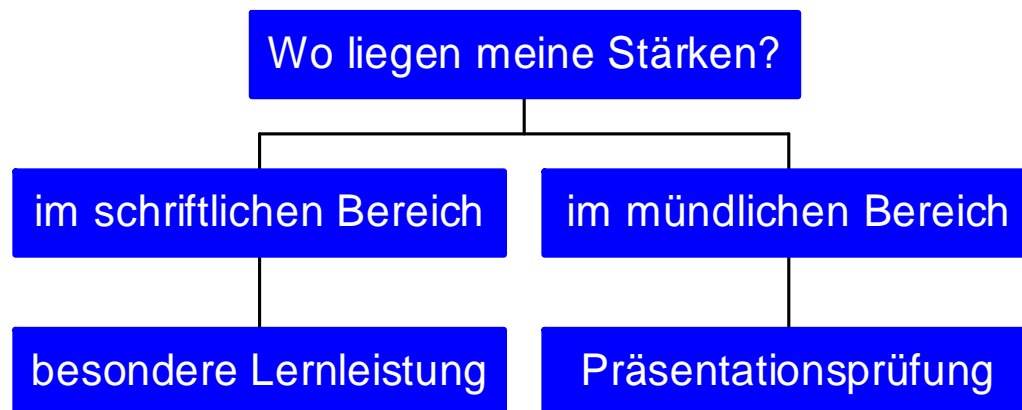 Wo liegen meine Stärken?
im schriftlichen Bereich
im mündlichen Bereich
besondere Lernleistung
Präsentationsprüfung